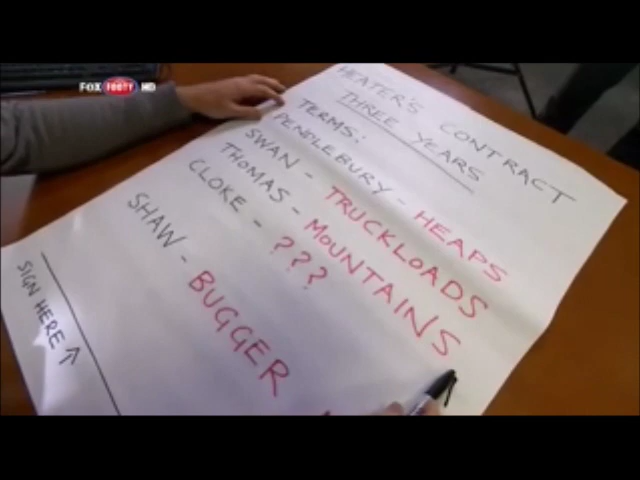 FOX FOOTY HD
HEATER'S CONTRACT
THREE YEARS
TERMS:
PENDLEBURY - HEAPS
SWAN - TRUCKLOADS
THOMAS - MOUNTAINS
CLOKE - ???
SHAW - BUGGER
SIGN HERE ↑